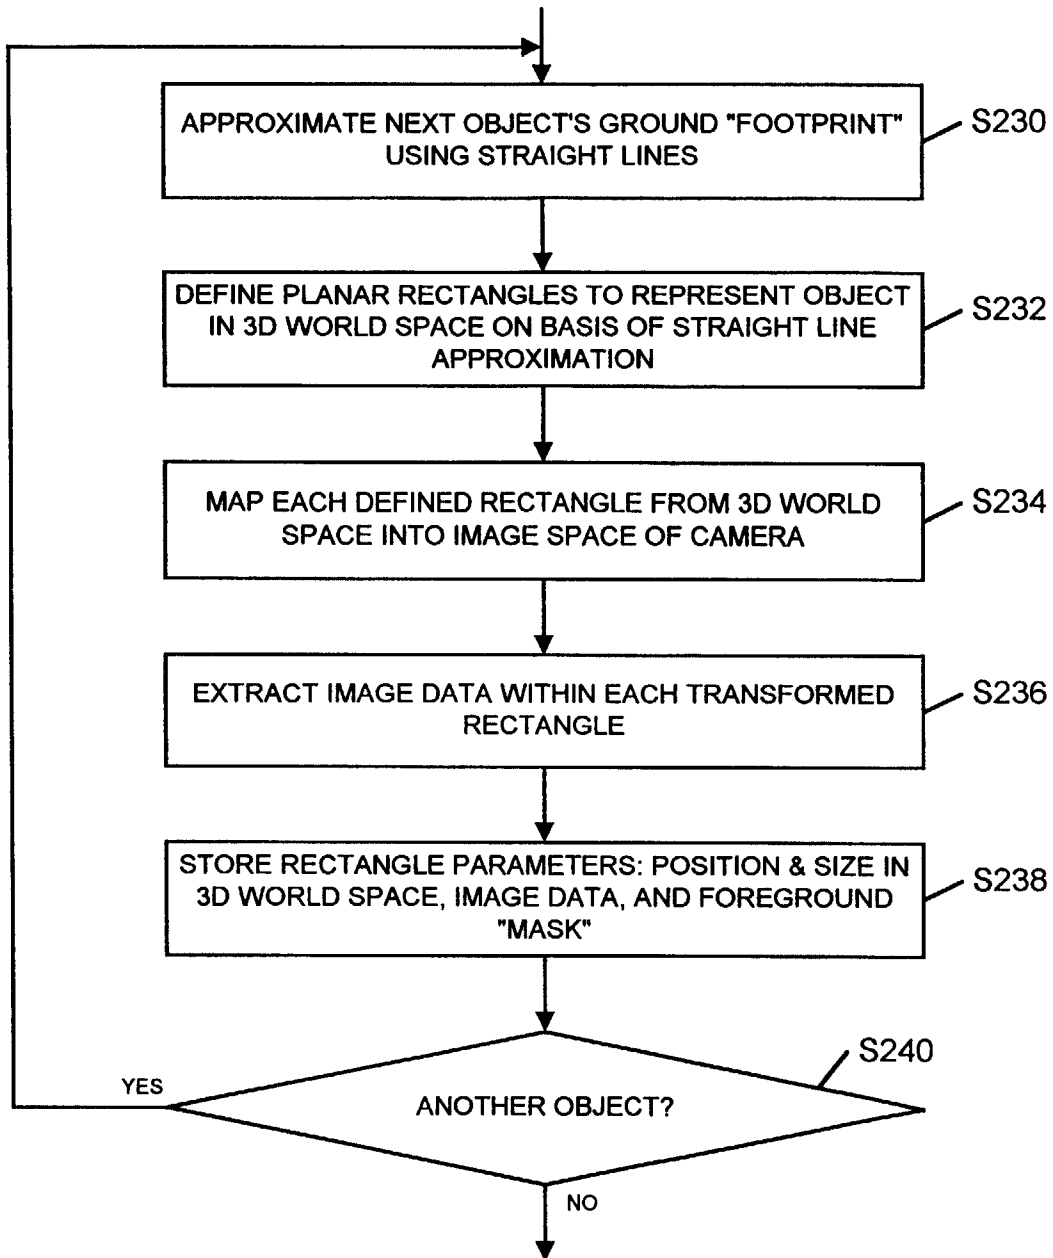 APPROXIMATE NEXT OBJECT'S GROUND "FOOTPRINT"
USING STRAIGHT LINES
S230
DEFINE PLANAR RECTANGLES TO REPRESENT OBJECT
IN 3D WORLD SPACE ON BASIS OF STRAIGHT LINE
APPROXIMATION
S232
MAP EACH DEFINED RECTANGLE FROM 3D WORLD
SPACE INTO IMAGE SPACE OF CAMERA
S234
EXTRACT IMAGE DATA WITHIN EACH TRANSFORMED
RECTANGLE
S236
STORE RECTANGLE PARAMETERS: POSITION & SIZE IN
3D WORLD SPACE, IMAGE DATA, AND FOREGROUND
"MASK"
S238
S240
YES
ANOTHER OBJECT?
NO